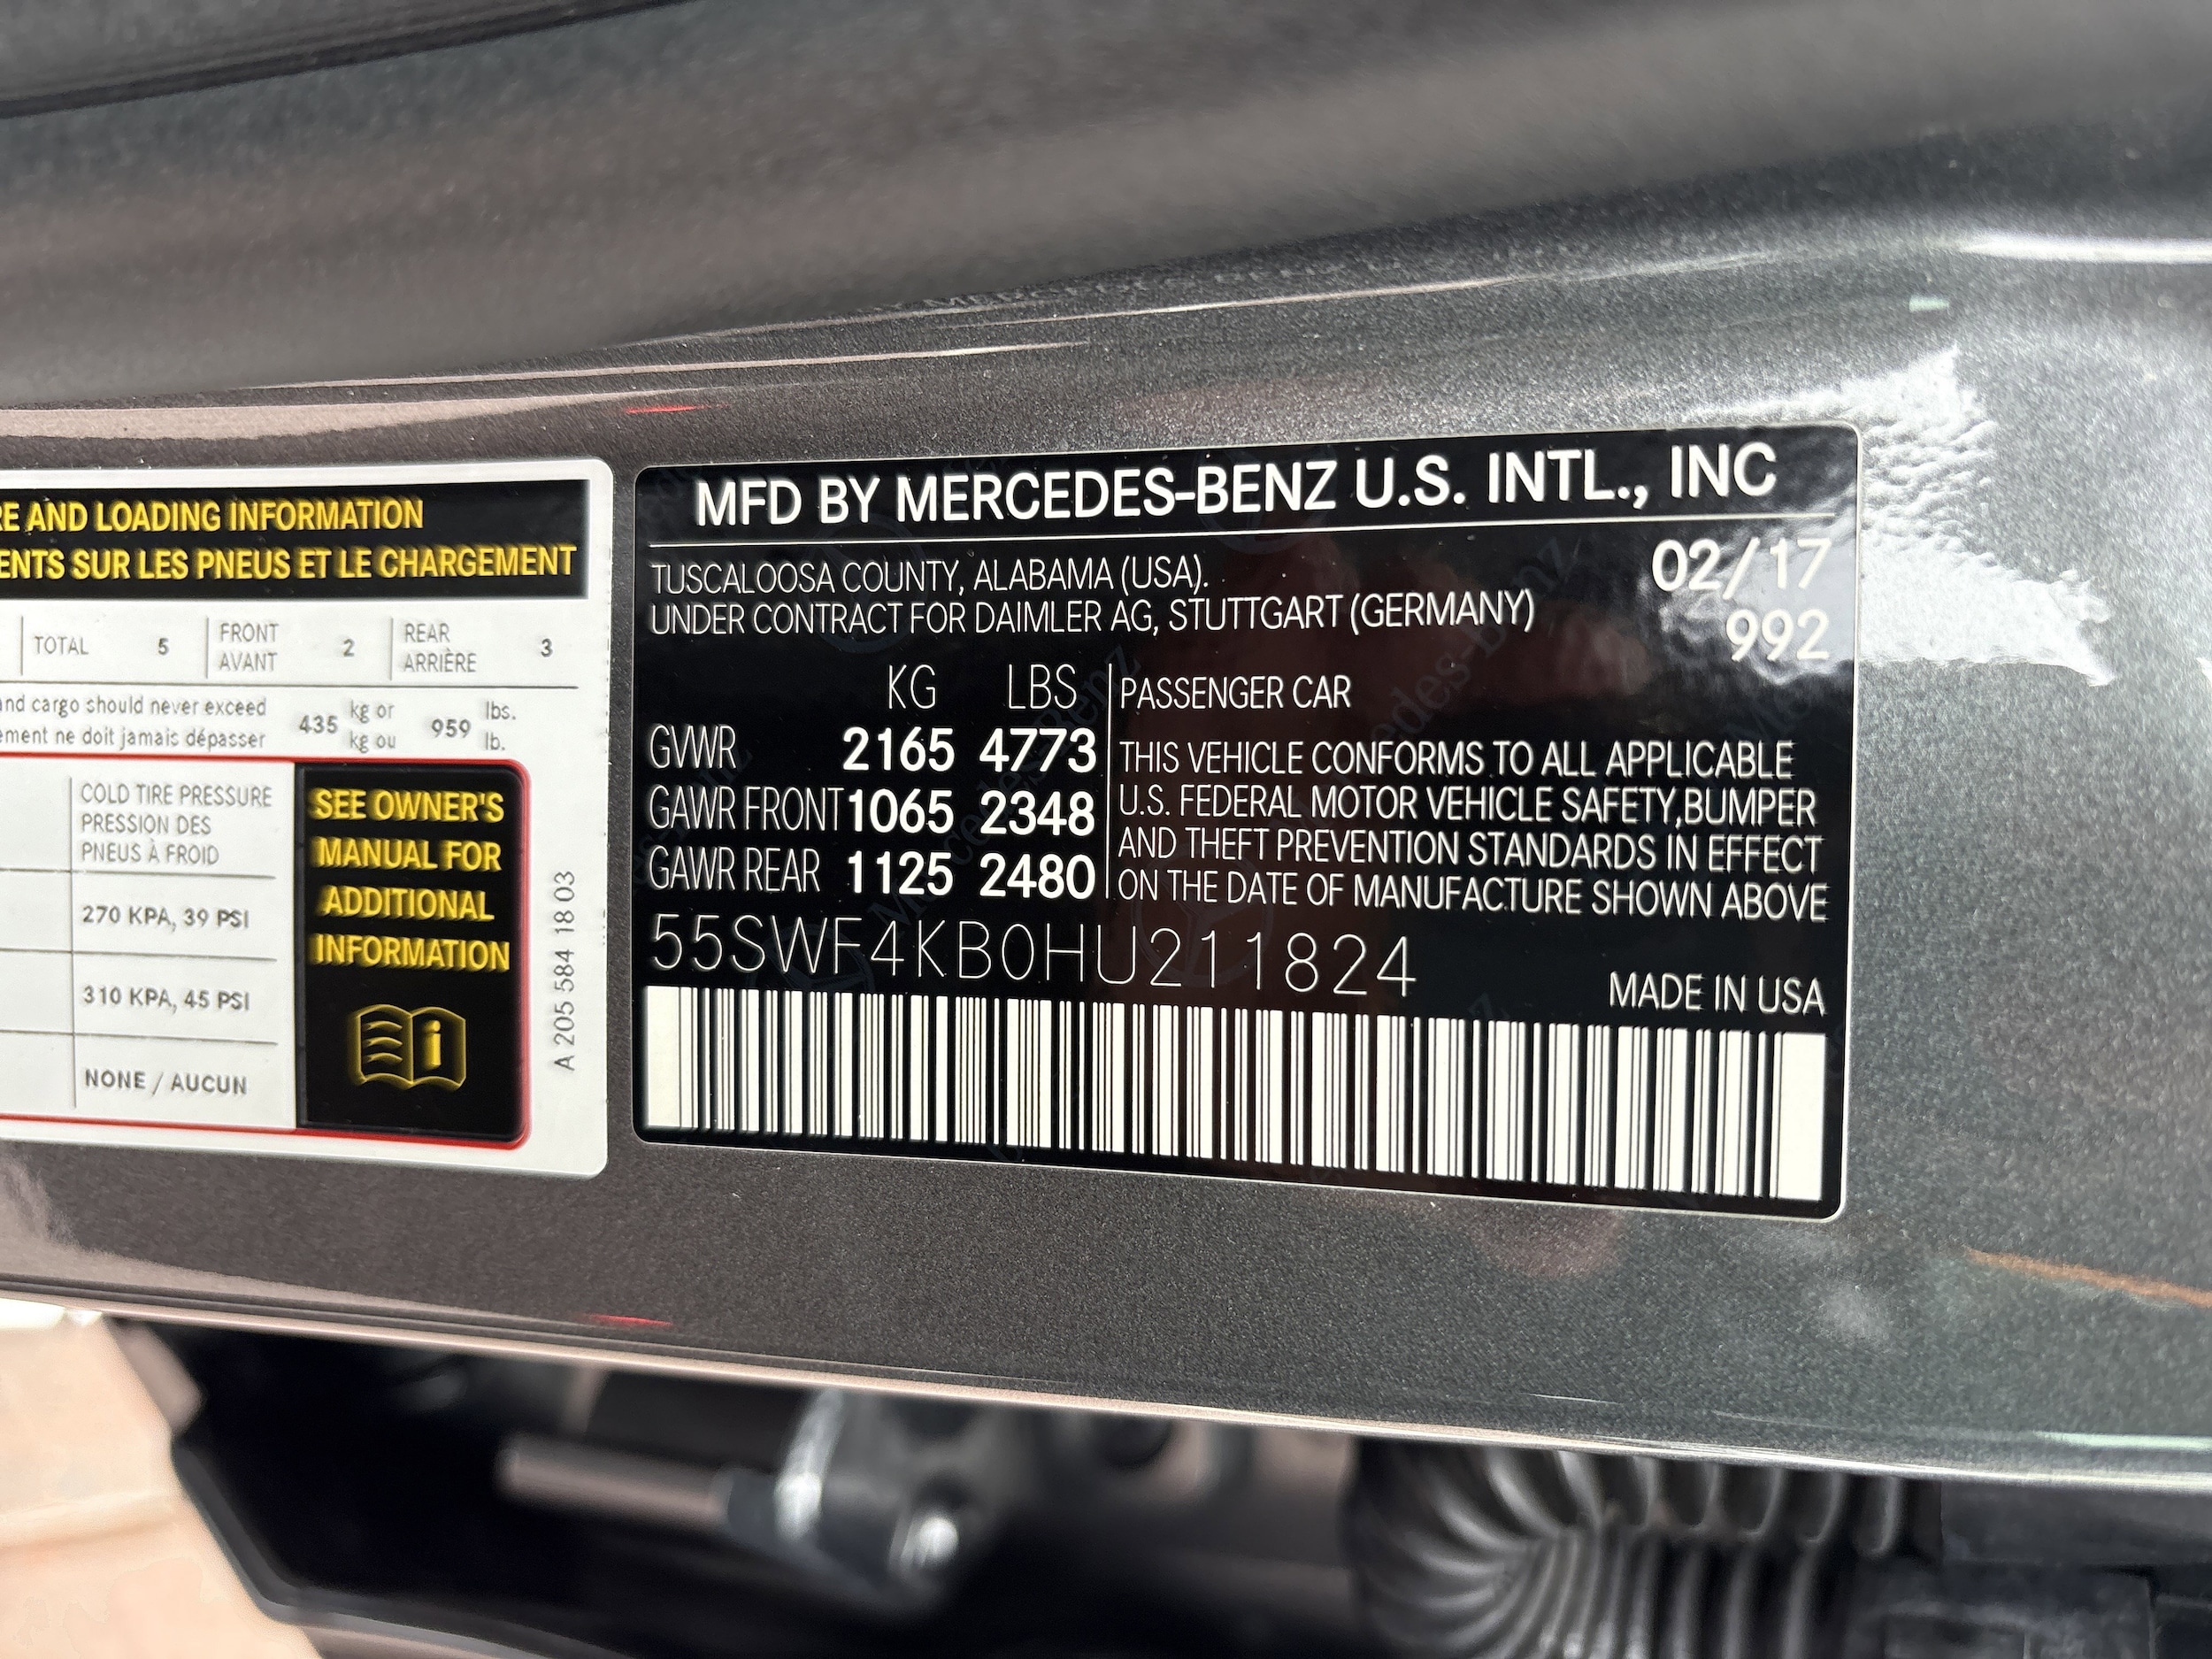 RE AND LOADING INFORMATION
ENTS SUR LES PNEUS ET LE CHARGEMENT
TOTAL 5 FRONT AVANT 2 REAR ARRIÈRE 3
and cargo should never exceed 435 kg or 959 lbs.
ement ne doit jamais dépasser kg ou lb.
COLD TIRE PRESSURE
PRESSION DES
PNEUS À FROID
270 KPA, 39 PSI
310 KPA, 45 PSI
NONE / AUCUN
SEE OWNER'S
MANUAL FOR
ADDITIONAL
INFORMATION
A 205 584 18 03
MFD BY MERCEDES-BENZ U.S. INTL., INC
TUSCALOOSA COUNTY, ALABAMA (USA).
UNDER CONTRACT FOR DAIMLER AG, STUTTGART (GERMANY)
02/17
992
KG LBS
GVWR 2165 4773
GAWR FRONT 1065 2348
GAWR REAR 1125 2480
PASSENGER CAR
THIS VEHICLE CONFORMS TO ALL APPLICABLE
U.S. FEDERAL MOTOR VEHICLE SAFETY,BUMPER
AND THEFT PREVENTION STANDARDS IN EFFECT
ON THE DATE OF MANUFACTURE SHOWN ABOVE
55SWF4KB0HU211824
MADE IN USA